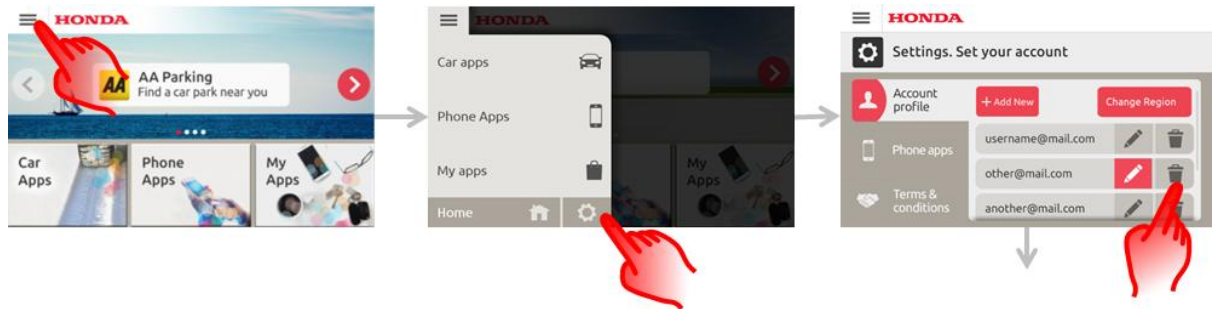 HONDA
AA
AA Parking
Find a car park near you
Car
Apps
Phone
Apps
My
Apps
HONDA
Car apps
Phone Apps
My apps
My
Apps
Home
HONDA
Settings. Set your account
Account
profile
+ Add New
Change Region
username@mail.com
Phone apps
other@mail.com
Terms &
conditions
another@mail.com